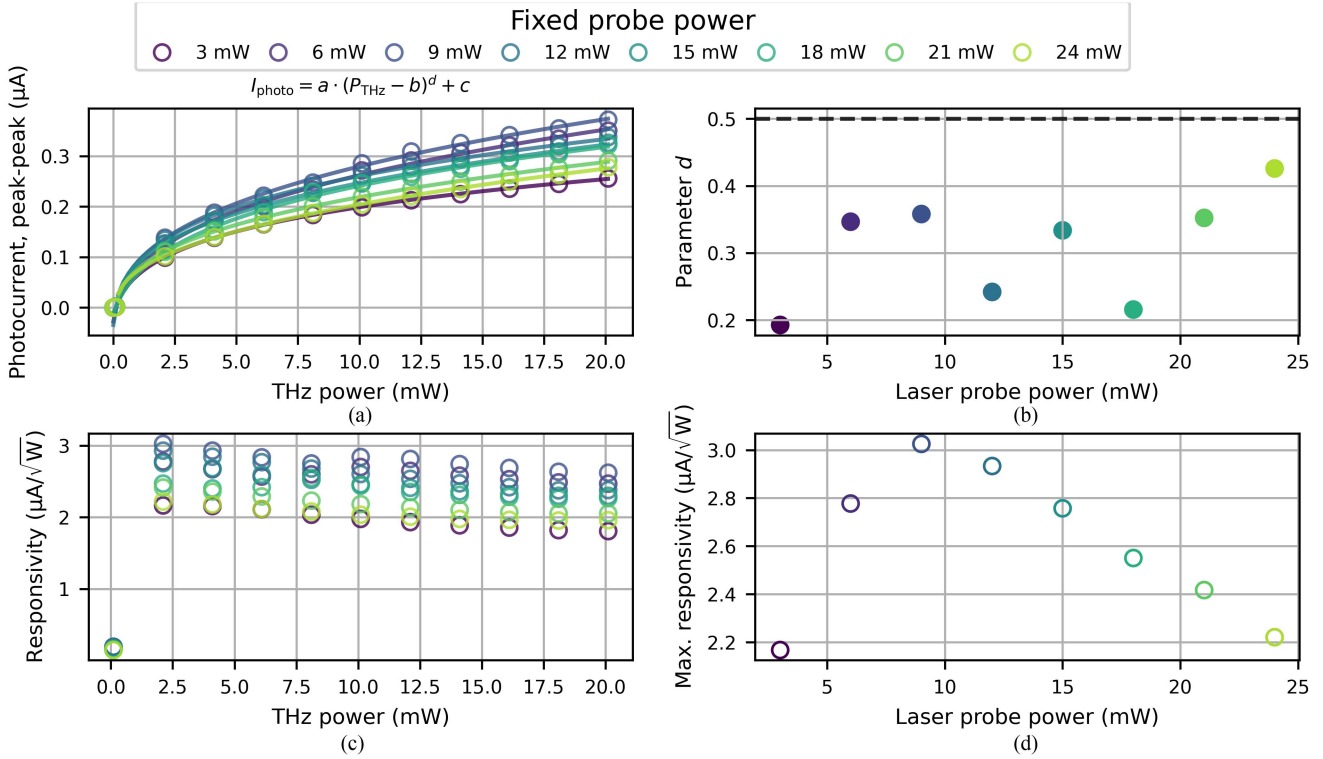 Fixed probe power
3 mW 6 mW 9 mW 12 mW 15 mW 18 mW 21 mW 24 mW
I_photo = a · (P_THz − b)^d + c
Photocurrent, peak-peak (μA)
0.3
0.2
0.1
0.0
0.0 2.5 5.0 7.5 10.0 12.5 15.0 17.5 20.0
THz power (mW)
(a)
Parameter d
0.5
0.4
0.3
0.2
5 10 15 20 25
Laser probe power (mW)
(b)
Responsivity (μA/√W)
3
2
1
0.0 2.5 5.0 7.5 10.0 12.5 15.0 17.5 20.0
THz power (mW)
(c)
Max. responsivity (μA/√W)
3.0
2.8
2.6
2.4
2.2
5 10 15 20 25
Laser probe power (mW)
(d)